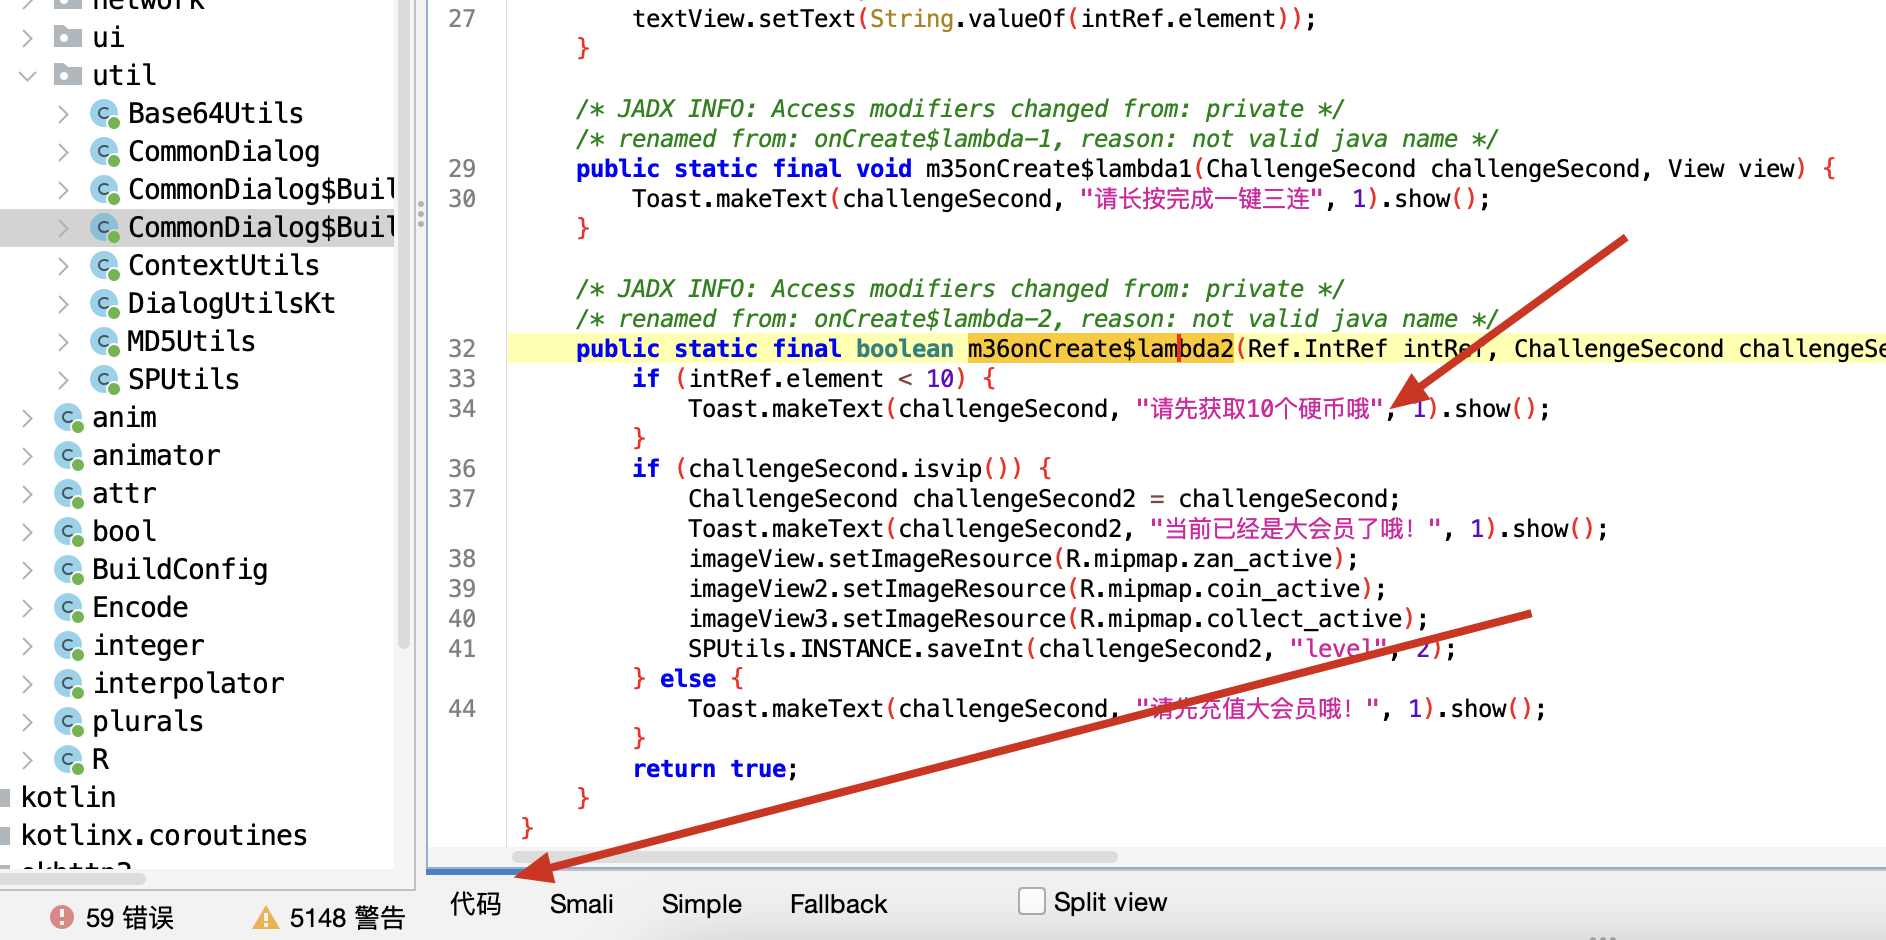 network
ui
util
Base64Utils
CommonDialog
CommonDialog$Buil
CommonDialog$Buil
ContextUtils
DialogUtilsKt
MD5Utils
SPUtils
anim
animator
attr
bool
BuildConfig
Encode
integer
interpolator
plurals
R
kotlin
kotlinx.coroutines
okhttp3
59 错误
5148 警告
27 textView.setText(String.valueOf(intRef.element));
}
/* JADX INFO: Access modifiers changed from: private */
/* renamed from: onCreate$lambda-1, reason: not valid java name */
29 public static final void m35onCreate$lambda1(ChallengeSecond challengeSecond, View view) {
30 Toast.makeText(challengeSecond, "请长按完成一键三连", 1).show();
}
/* JADX INFO: Access modifiers changed from: private */
/* renamed from: onCreate$lambda-2, reason: not valid java name */
32 public static final boolean m36onCreate$lambda2(Ref.IntRef intRef, ChallengeSecond challengeSe
33 if (intRef.element < 10) {
34 Toast.makeText(challengeSecond, "请先获取10个硬币哦", 1).show();
}
36 if (challengeSecond.isvip()) {
37 ChallengeSecond challengeSecond2 = challengeSecond;
Toast.makeText(challengeSecond2, "当前已经是大会员了哦！", 1).show();
38 imageView.setImageResource(R.mipmap.zan_active);
39 imageView2.setImageResource(R.mipmap.coin_active);
40 imageView3.setImageResource(R.mipmap.collect_active);
41 SPUtils.INSTANCE.saveInt(challengeSecond2, "level", 2);
} else {
44 Toast.makeText(challengeSecond, "请先充值大会员哦！", 1).show();
}
return true;
}
}
代码 Smali Simple Fallback Split view